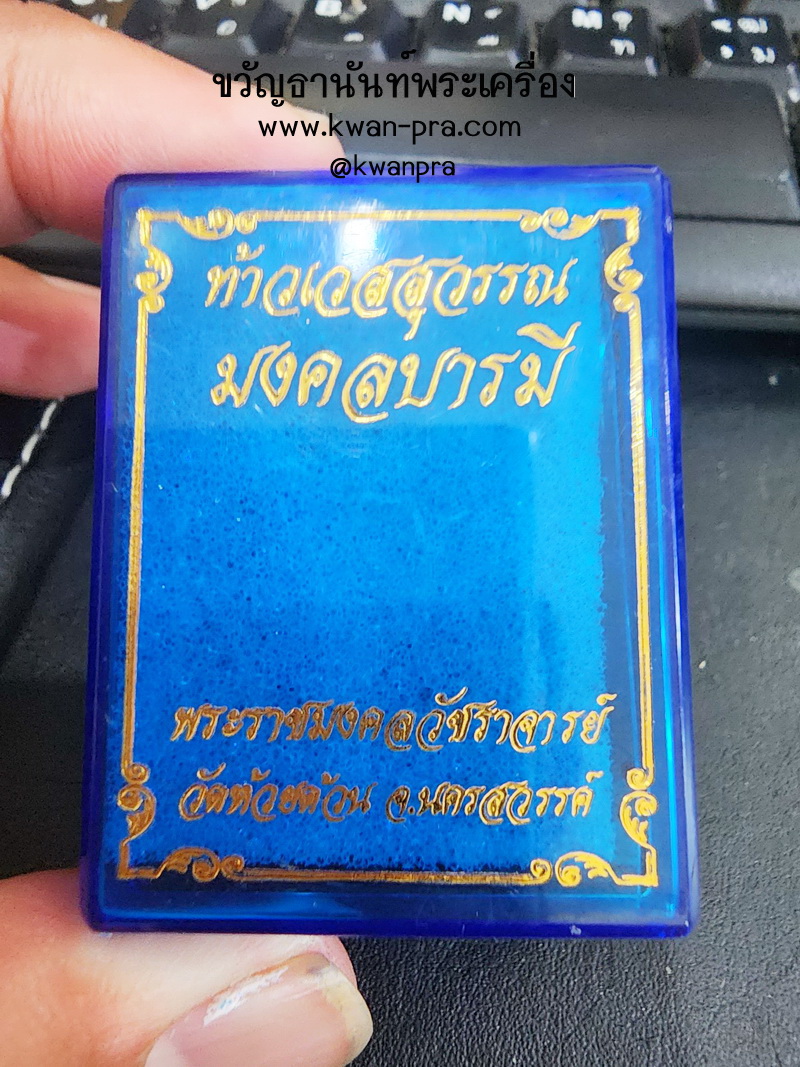 ขวัญธานันท์พระเครื่อง
www.kwan-pra.com
@kwanpra
B
N
M
?
ท
ม
ท้าวเวสสุวรรณ
มงคลบารมี
พระราชมงคลวัชราจารย์
วัดห้วยด้วน จ.นครสวรรค์